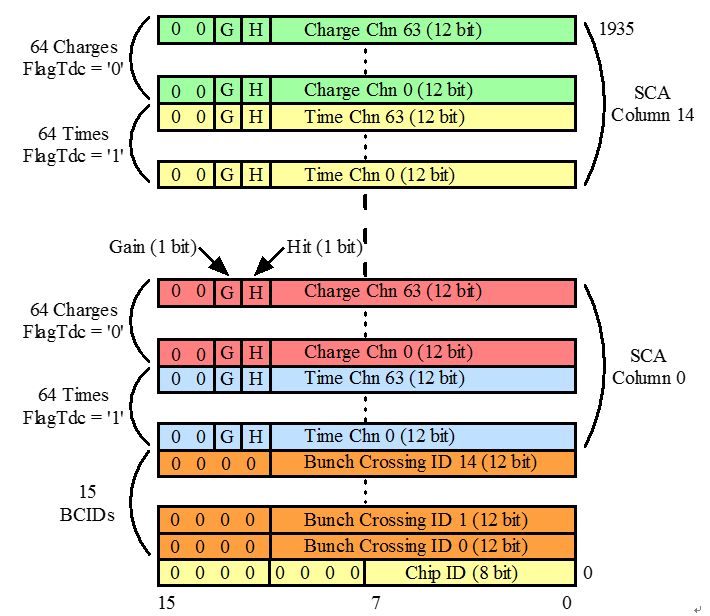 0 0 G H Charge Chn 63 (12 bit) 1935
64 Charges
FlagTdc = '0'
SCA
Column 14
0 0 G H Charge Chn 0 (12 bit)
0 0 G H Time Chn 63 (12 bit)
64 Times
FlagTdc = '1'
0 0 G H Time Chn 0 (12 bit)
Gain (1 bit) Hit (1 bit)
0 0 G H Charge Chn 63 (12 bit)
64 Charges
FlagTdc = '0'
0 0 G H Charge Chn 0 (12 bit)
SCA
Column 0
0 0 G H Time Chn 63 (12 bit)
64 Times
FlagTdc = '1'
0 0 G H Time Chn 0 (12 bit)
0 0 0 0 Bunch Crossing ID 14 (12 bit)
15
BCIDs
0 0 0 0 Bunch Crossing ID 1 (12 bit)
0 0 0 0 Bunch Crossing ID 0 (12 bit)
0 0 0 0 0 0 0 0 Chip ID (8 bit) 0
15 7 0